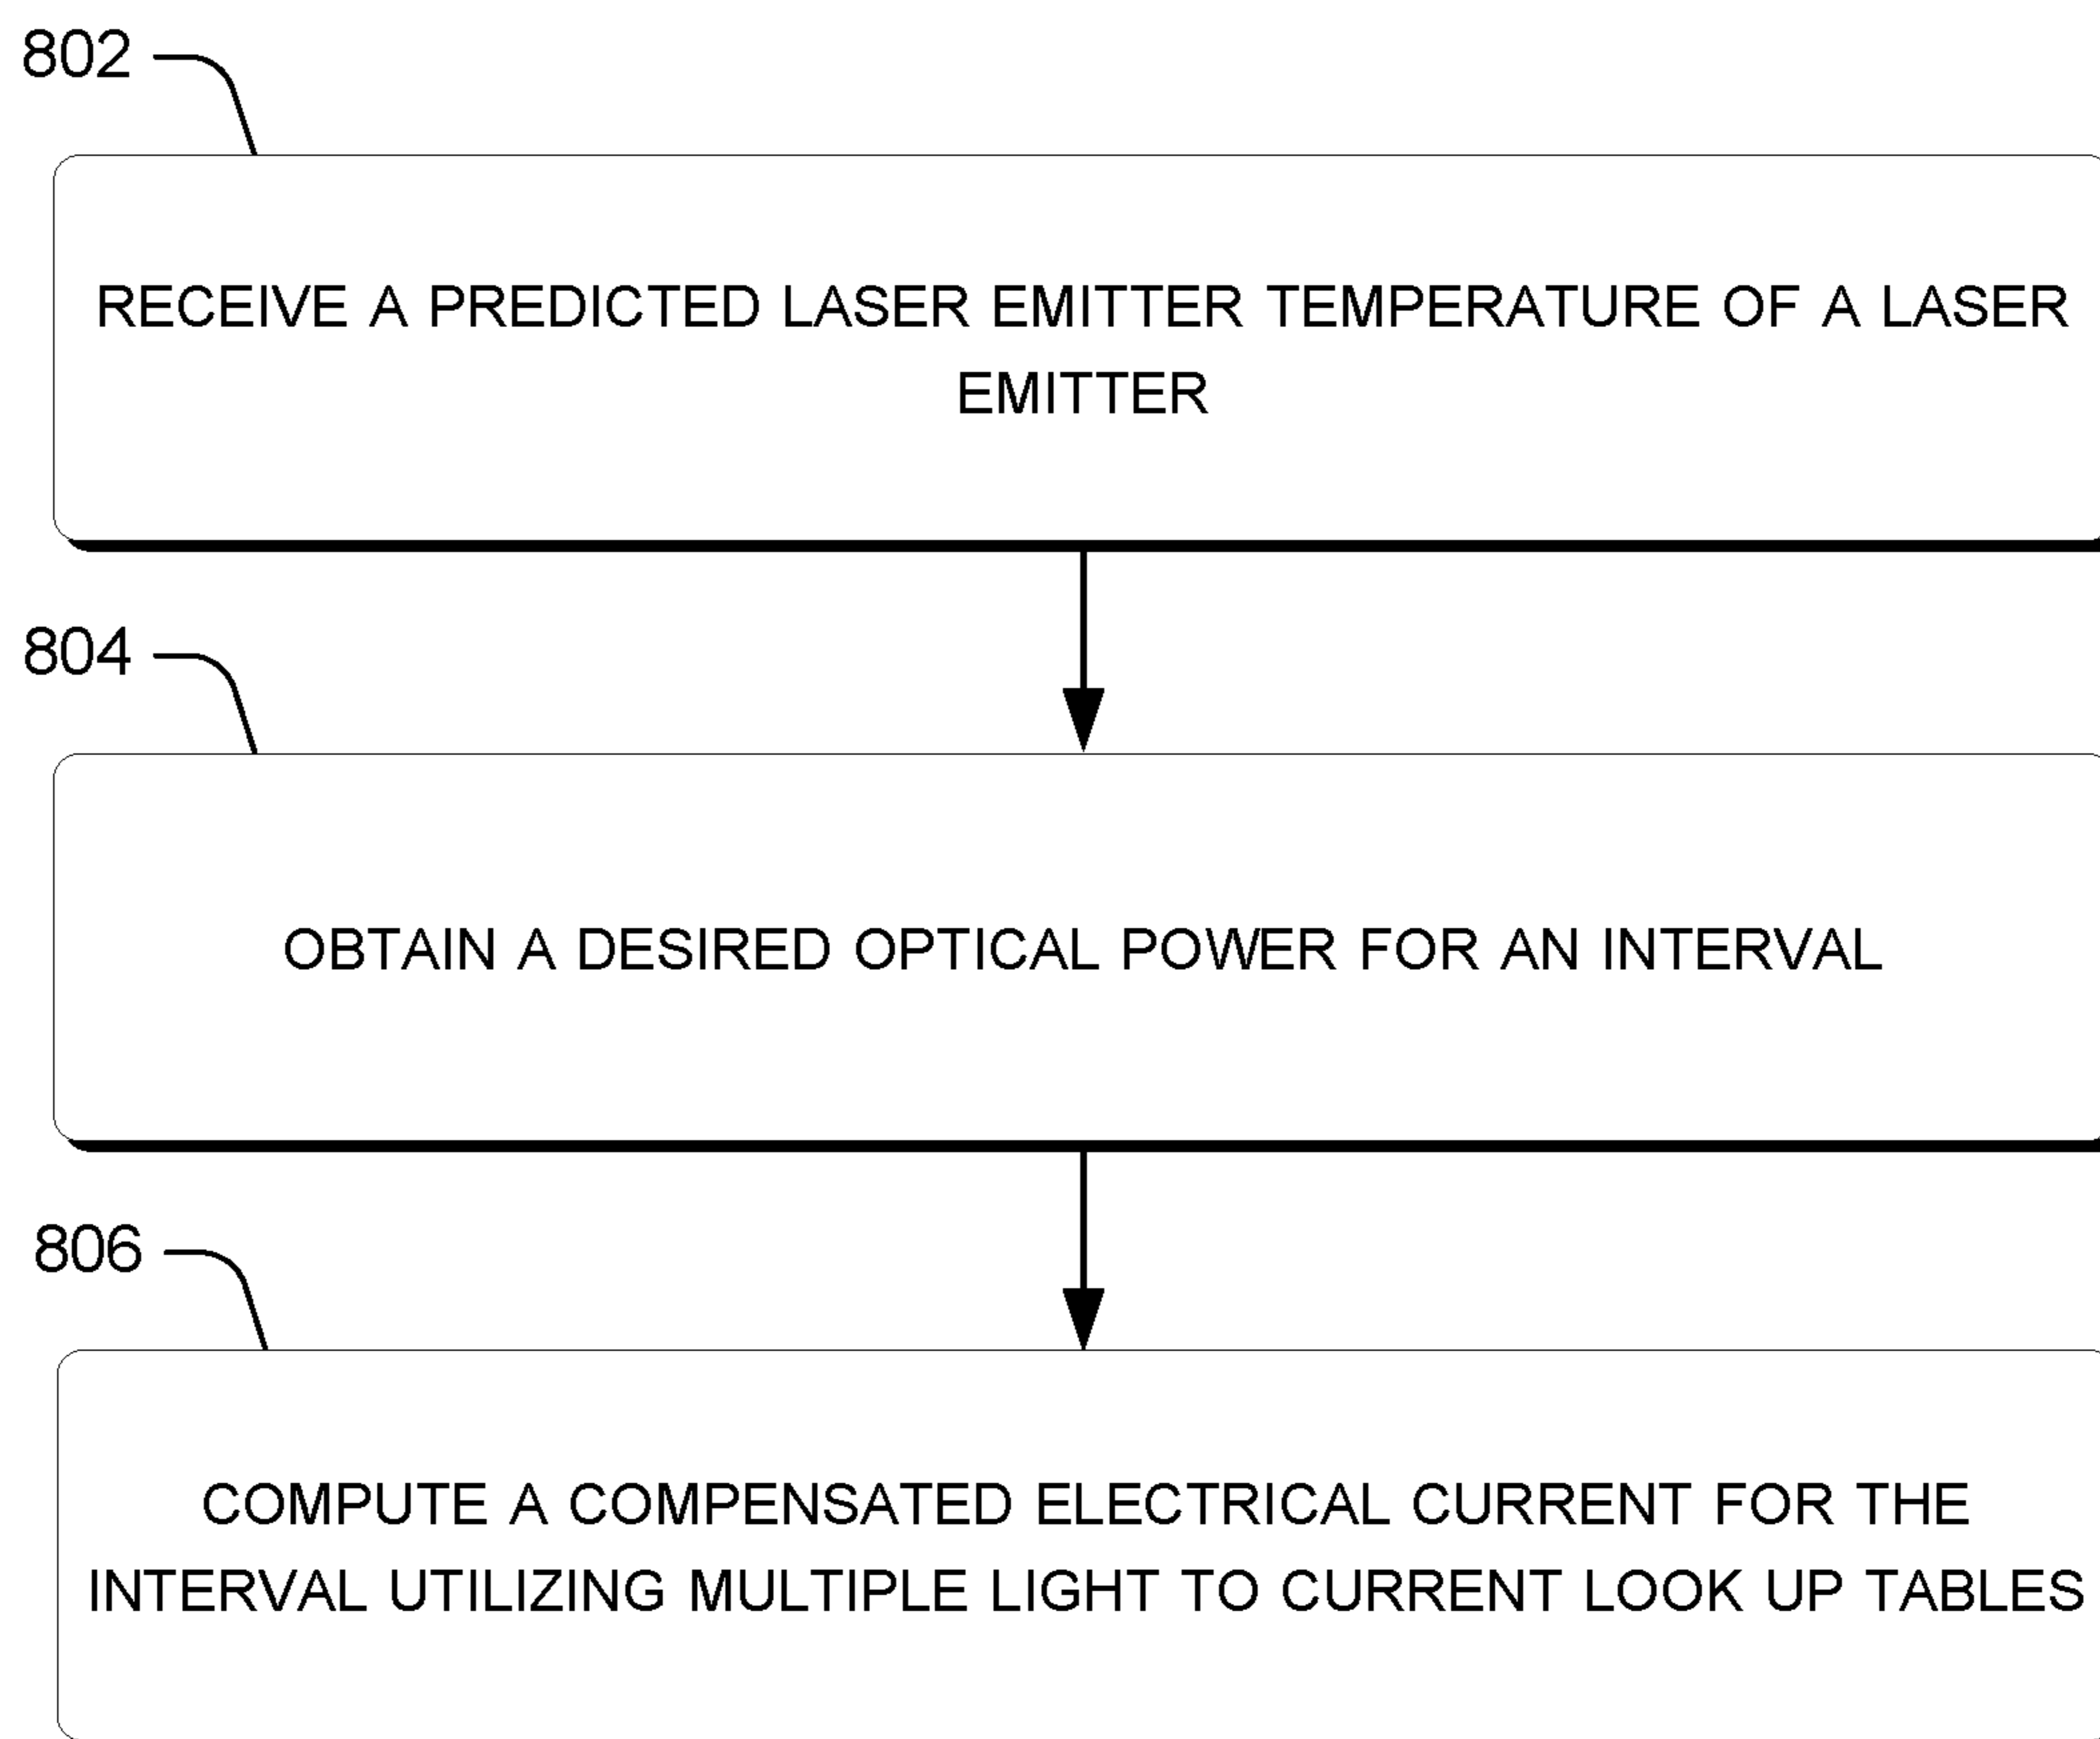 802
RECEIVE A PREDICTED LASER EMITTER TEMPERATURE OF A LASER
EMITTER
804
OBTAIN A DESIRED OPTICAL POWER FOR AN INTERVAL
806
COMPUTE A COMPENSATED ELECTRICAL CURRENT FOR THE
INTERVAL UTILIZING MULTIPLE LIGHT TO CURRENT LOOK UP TABLES